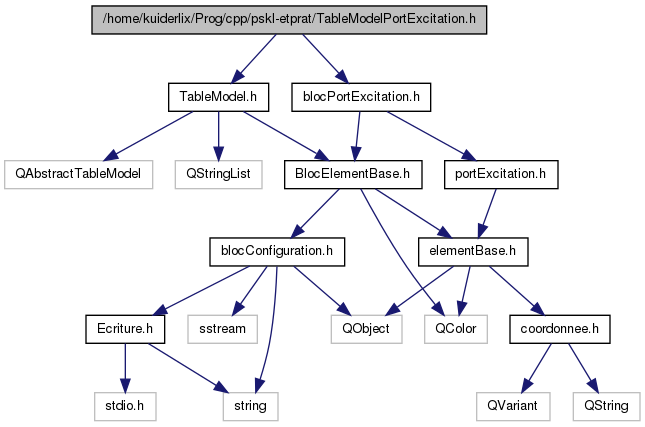 /home/kuiderlix/Prog/cpp/pskl-etprat/TableModelPortExcitation.h
TableModel.h
blocPortExcitation.h
QAbstractTableModel
QStringList
BlocElementBase.h
portExcitation.h
blocConfiguration.h
elementBase.h
Ecriture.h
sstream
QObject
QColor
coordonnee.h
stdio.h
string
QVariant
QString